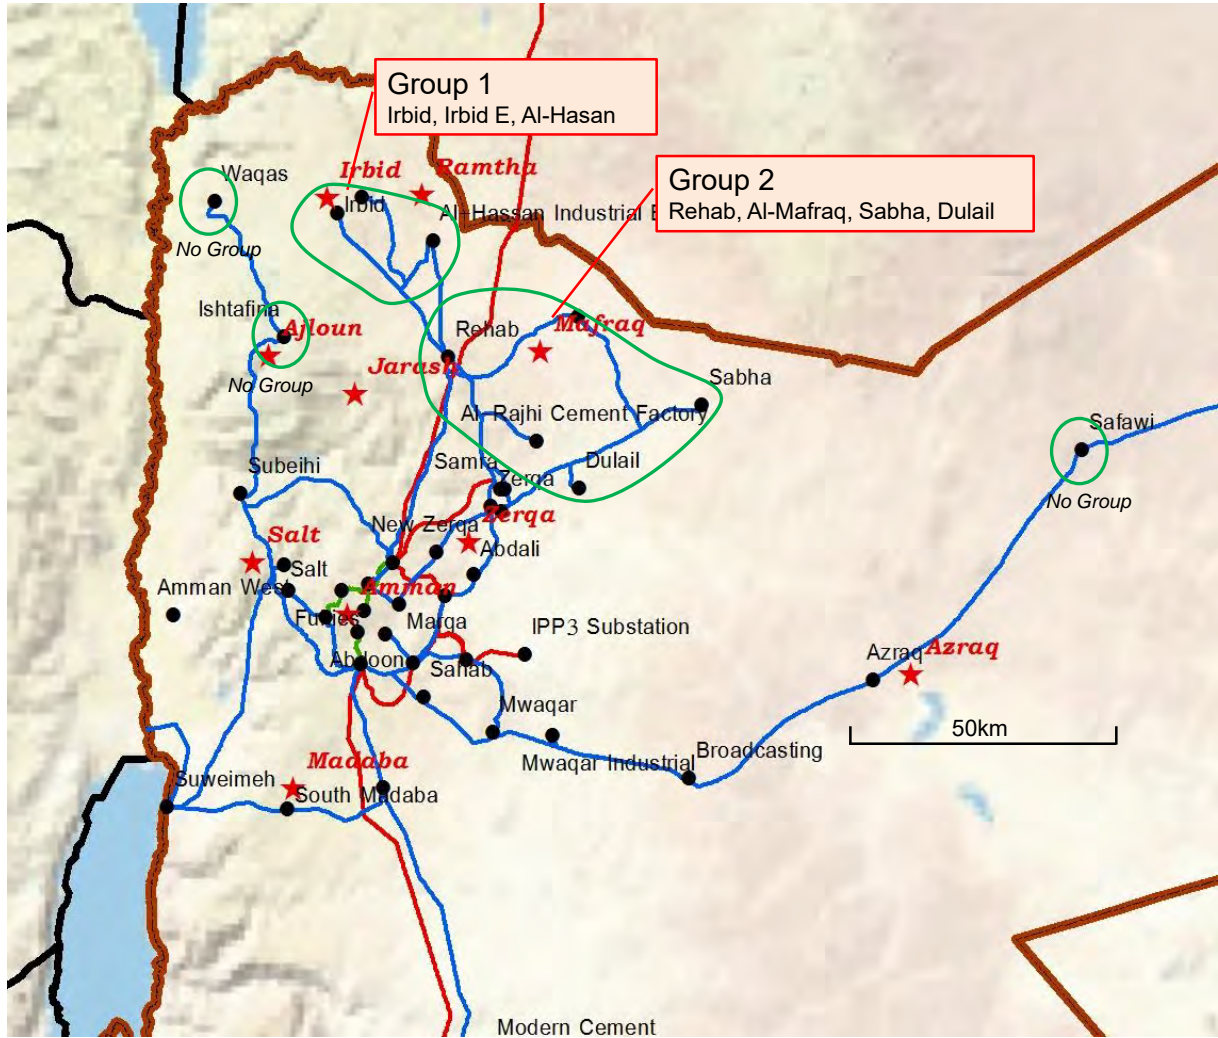 Group 1
Irbid, Irbid E, Al-Hasan
Group 2
Rehab, Al-Mafraq, Sabha, Dulail
Waqas
Irbid
Ramtha
Irbid
Al-Hassan Industrial E
No Group
Ishtafina
Ajloun
Rehab
Mafraq
No Group
Jarash
Sabha
Al-Rajhi Cement Factory
Safawi
Subeihi
Samra
Zerqa
Dulail
No Group
Salt
New Zerqa
Zerqa
Abdali
Salt
Amman West
Amman
Fuhies
Marqa
IPP3 Substation
Abdoon
Sahab
Azraq
Azraq
Mwaqar
50km
Madaba
Mwaqar Industrial
Broadcasting
Suweimeh
South Madaba
Modern Cement